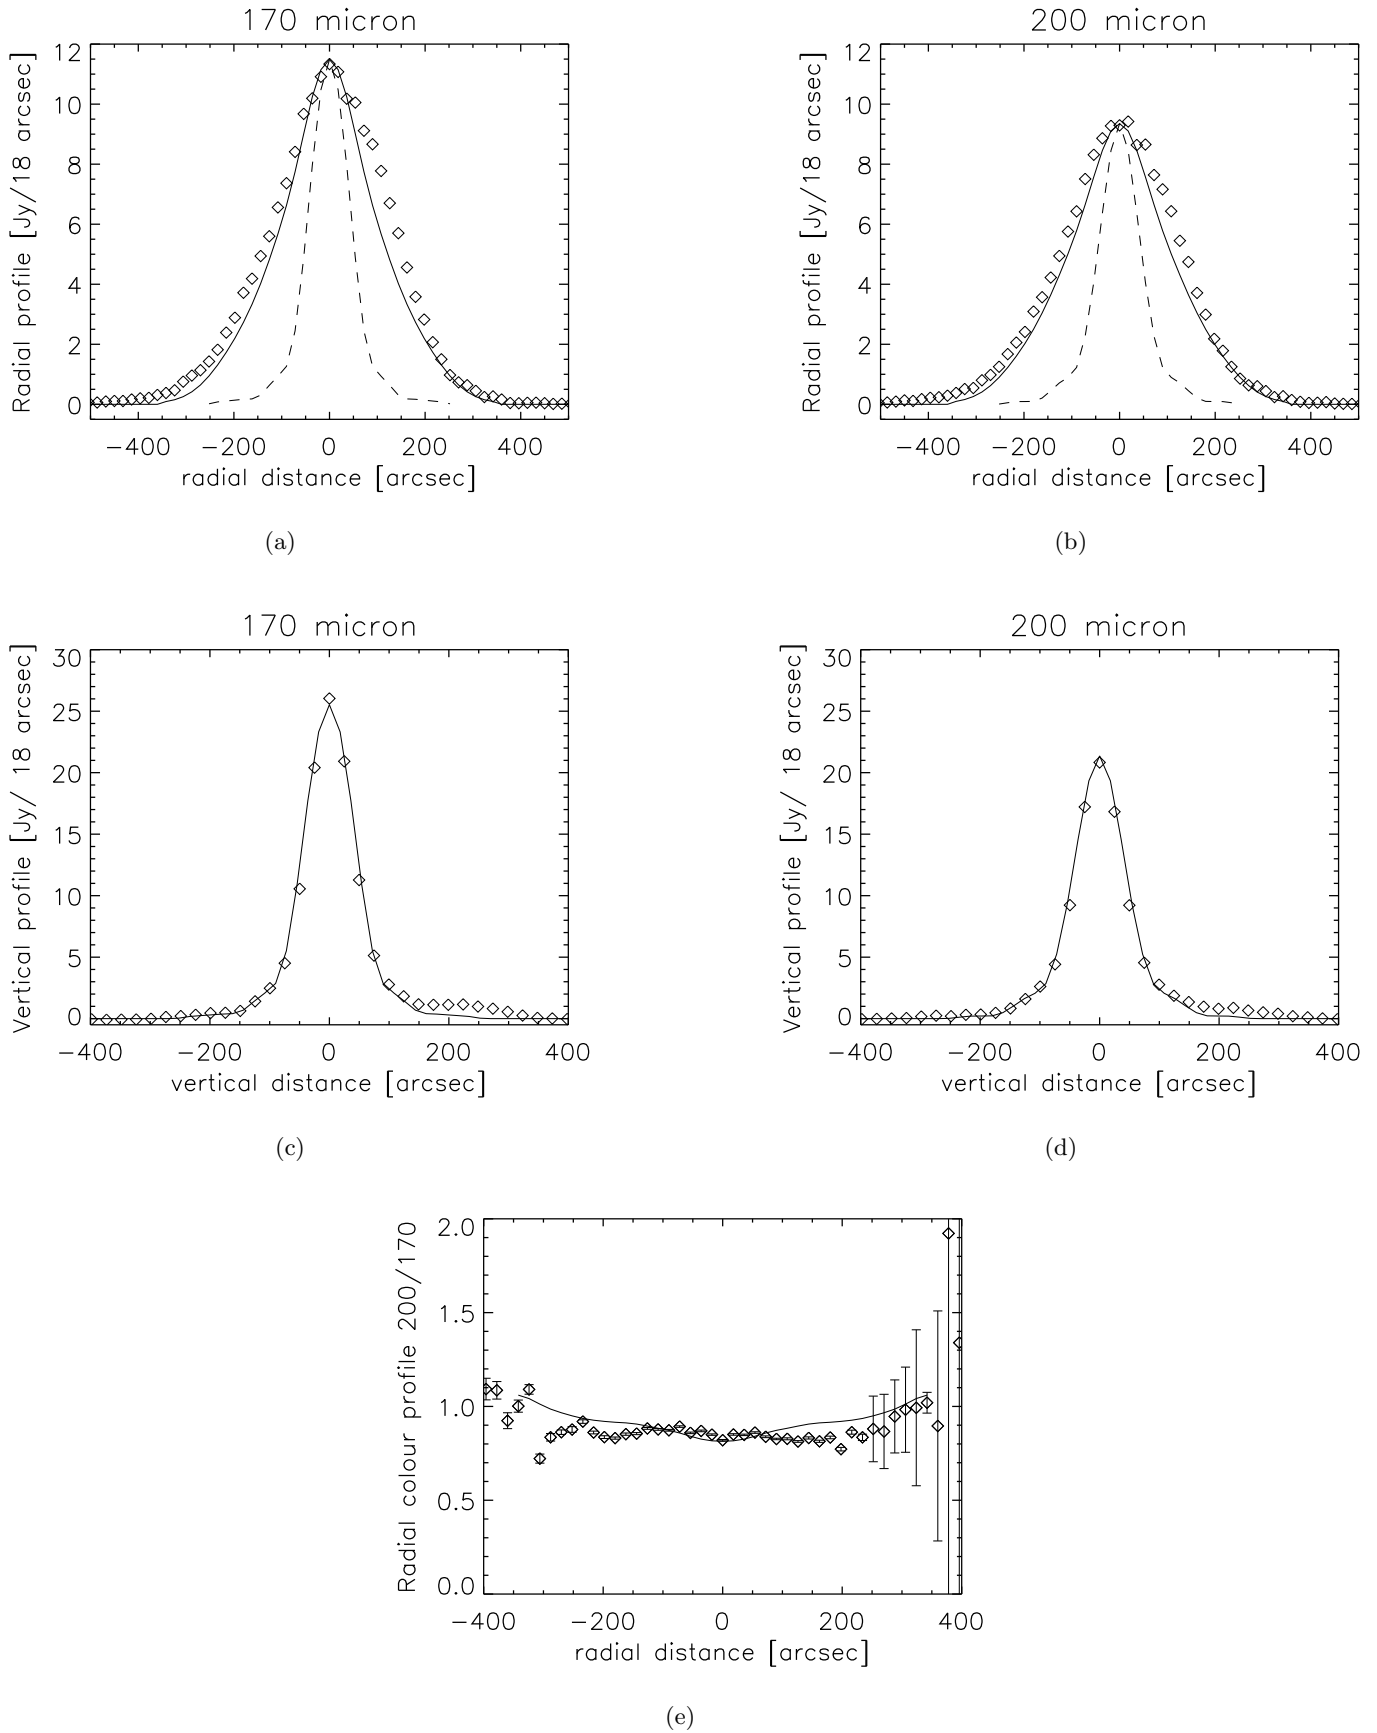 170 micron
Radial profile [Jy/18 arcsec]
12
10
8
6
4
2
0
−400 −200 0 200 400
radial distance [arcsec]
(a)
200 micron
Radial profile [Jy/18 arcsec]
12
10
8
6
4
2
0
−400 −200 0 200 400
radial distance [arcsec]
(b)
170 micron
Vertical profile [Jy/ 18 arcsec]
30
25
20
15
10
5
0
−400 −200 0 200 400
vertical distance [arcsec]
(c)
200 micron
Vertical profile [Jy/ 18 arcsec]
30
25
20
15
10
5
0
−400 −200 0 200 400
vertical distance [arcsec]
(d)
Radial colour profile 200/170
2.0
1.5
1.0
0.5
0.0
−400 −200 0 200 400
radial distance [arcsec]
(e)